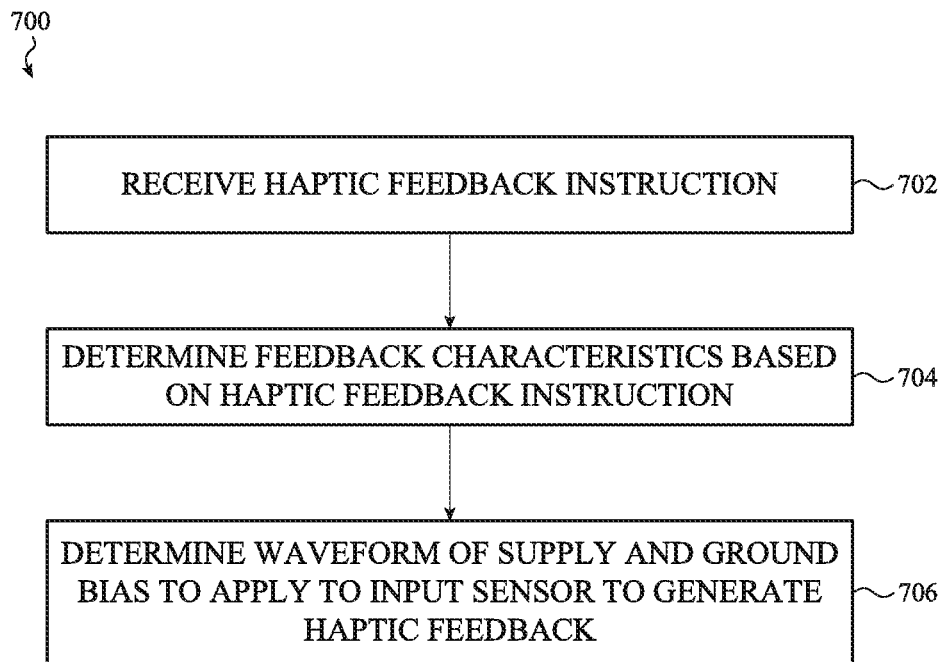 700
RECEIVE HAPTIC FEEDBACK INSTRUCTION
702
DETERMINE FEEDBACK CHARACTERISTICS BASED
ON HAPTIC FEEDBACK INSTRUCTION
704
DETERMINE WAVEFORM OF SUPPLY AND GROUND
BIAS TO APPLY TO INPUT SENSOR TO GENERATE
HAPTIC FEEDBACK
706